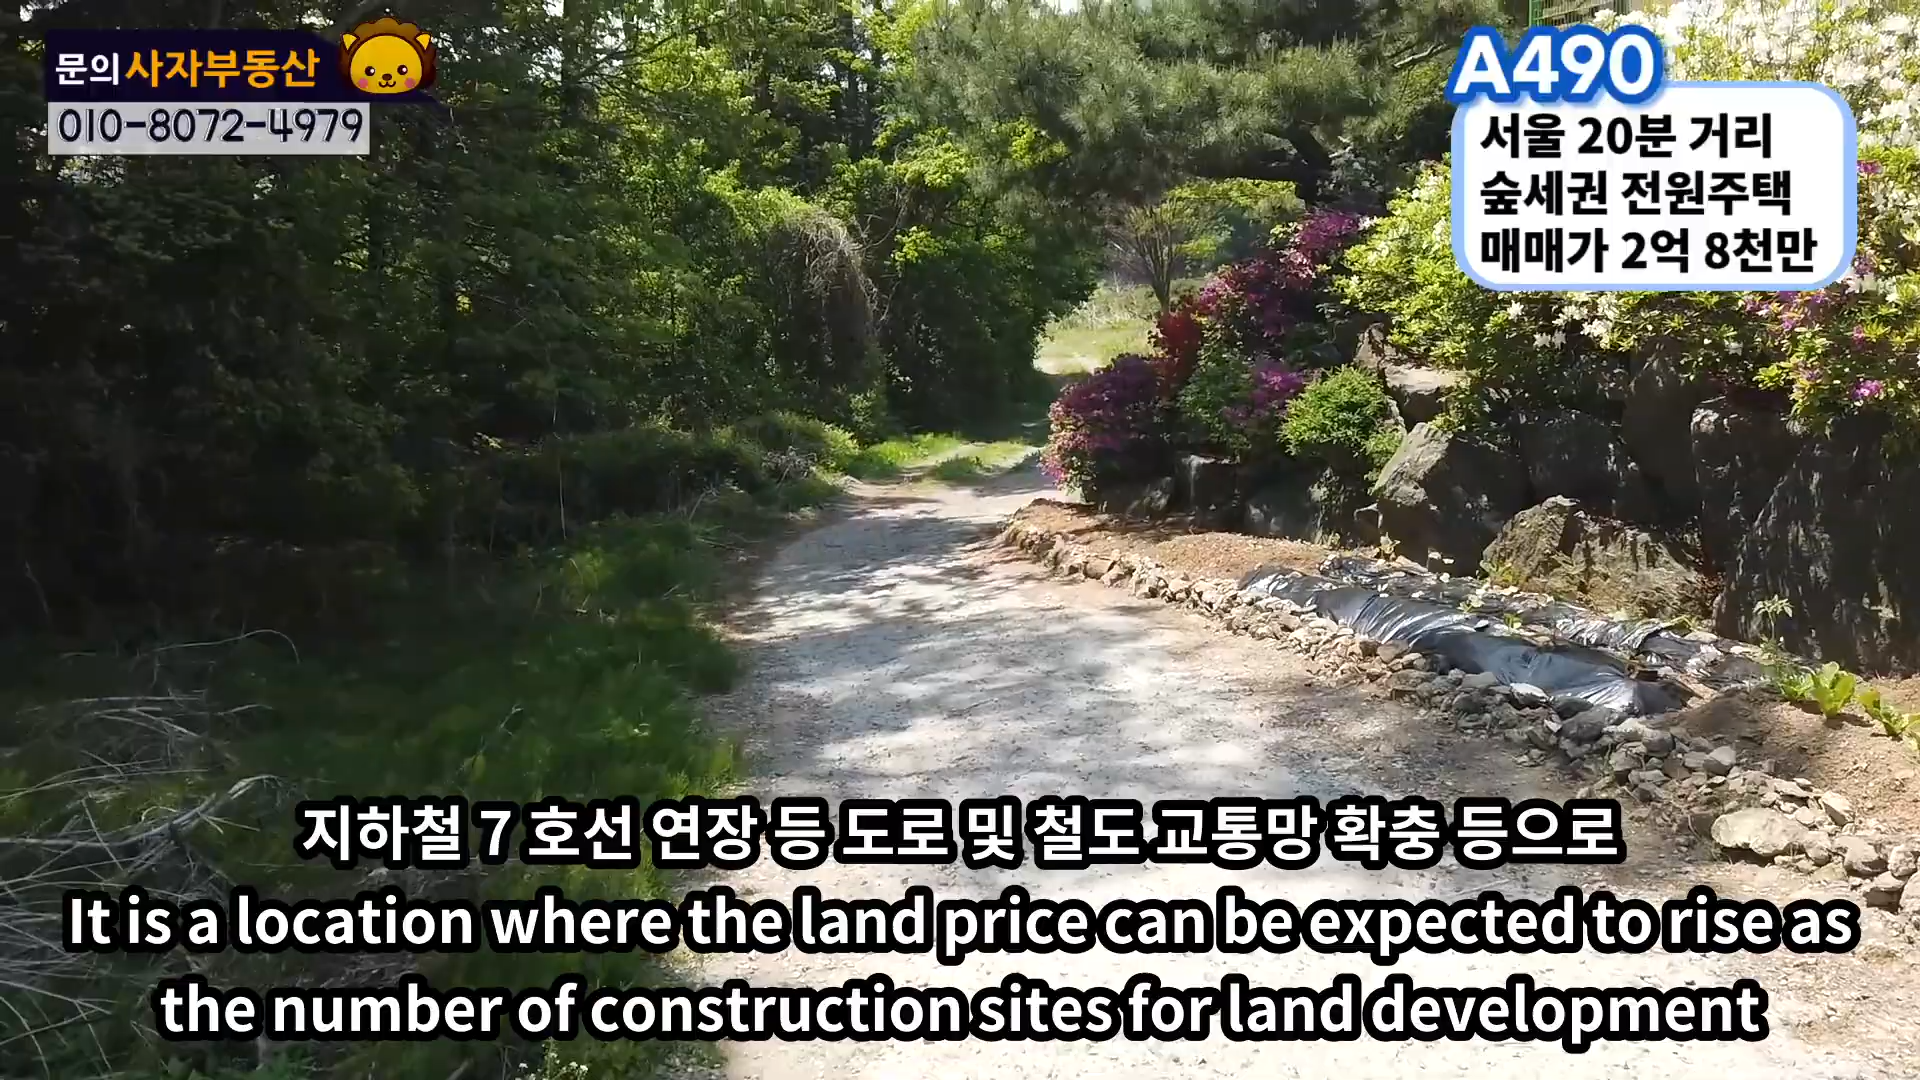 문의 사자부동산
010-8072-4979
A490
서울 20분 거리
숲세권 전원주택
매매가 2억 8천만
지하철 7 호선 연장 등 도로 및 철도 교통망 확충 등으로
It is a location where the land price can be expected to rise as
the number of construction sites for land development